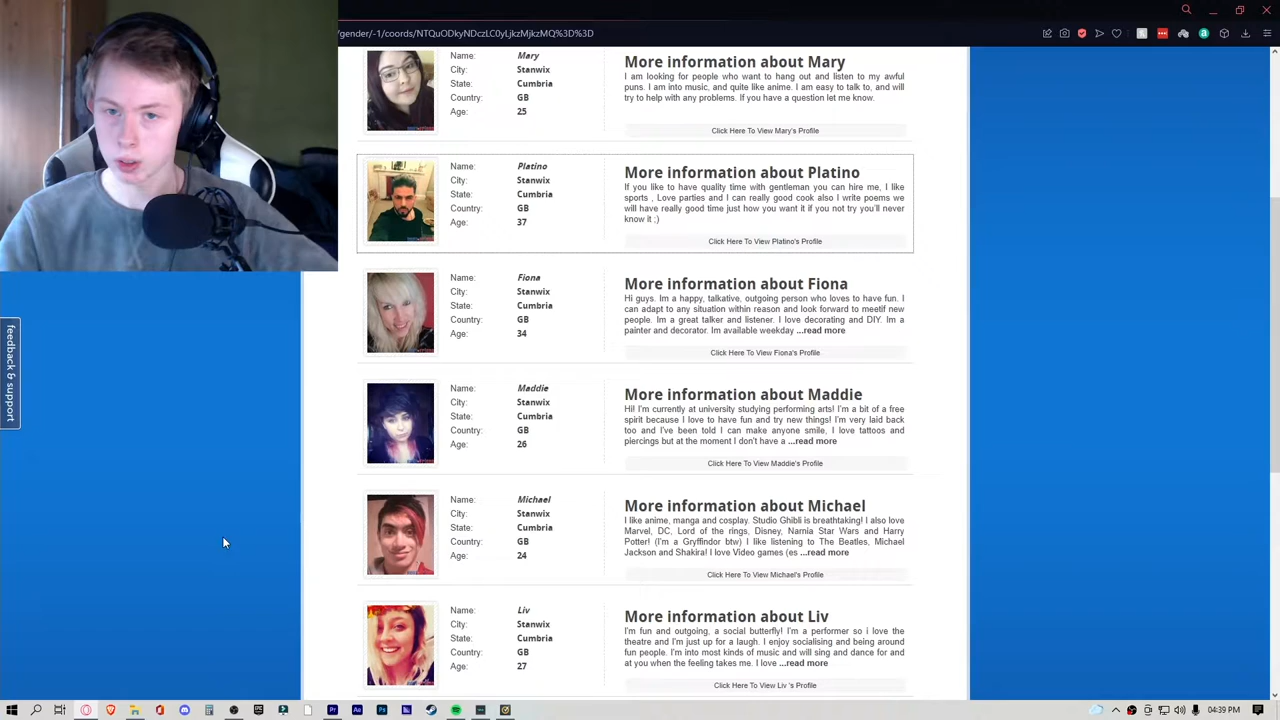 /gender/-1/coords/NTQuODkyNDczLC0yLjkzMjkzMQ%3D%3D
Name: Mary
City: Stanwix
State: Cumbria
Country: GB
Age: 25
More information about Mary
I am looking for people who want to hang out and listen to my awful
puns. I am into music, and quite like anime. I am easy to talk to, and will
try to help with any problems. If you have a question let me know.
Click Here To View Mary's Profile
Name: Platino
City: Stanwix
State: Cumbria
Country: GB
Age: 37
More information about Platino
If you like to have quality time with gentleman you can hire me, I like
sports , Love parties and I can really good cook also I write poems we
will have really good time just how you want it if you not try you'll never
know it ;)
Click Here To View Platino's Profile
Name: Fiona
City: Stanwix
State: Cumbria
Country: GB
Age: 34
More information about Fiona
Hi guys. Im a happy, talkative, outgoing person who loves to have fun. I
can adapt to any situation within reason and look forward to meetif new
people. Im a great talker and listener. I love decorating and DIY. Im a
painter and decorator. Im available weekday ...read more
Click Here To View Fiona's Profile
feedback & support
Name: Maddie
City: Stanwix
State: Cumbria
Country: GB
Age: 26
More information about Maddie
Hi! I'm currently at university studying performing arts! I'm a bit of a free
spirit because I love to have fun and try new things! I'm very laid back
too and I've been told I can make anyone smile, I love tattoos and
piercings but at the moment I don't have a ...read more
Click Here To View Maddie's Profile
Name: Michael
City: Stanwix
State: Cumbria
Country: GB
Age: 24
More information about Michael
I like anime, manga and cosplay. Studio Ghibli is breathtaking! I also love
Marvel, DC, Lord of the rings, Disney, Narnia Star Wars and Harry
Potter! (I'm a Gryffindor btw) I like listening to The Beatles, Michael
Jackson and Shakira! I love Video games (es ...read more
Click Here To View Michael's Profile
Name: Liv
City: Stanwix
State: Cumbria
Country: GB
Age: 27
More information about Liv
I'm fun and outgoing, a social butterfly! I'm a performer so i love the
theatre and I'm just up for a laugh. I enjoy socialising and being around
fun people. I'm into most kinds of music and will sing and dance for and
at you when the feeling takes me. I love ...read more
Click Here To View Liv 's Profile
04:39 PM